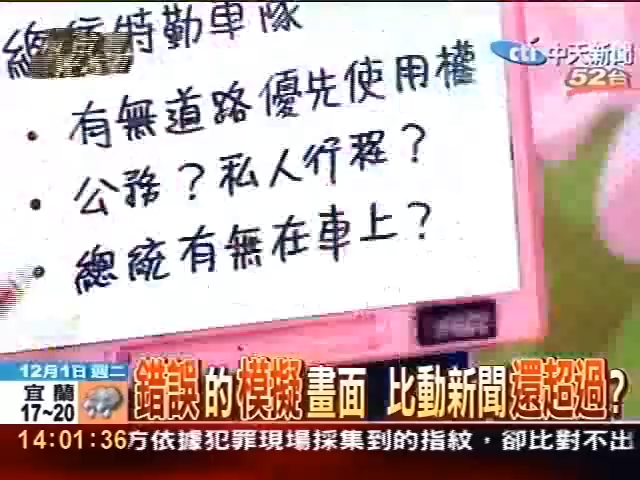 總統特勤車隊
• 有無道路優先使用權
• 公務？私人行程？
• 總統有無在車上？
cti 中天新聞
52台
12月1日 週二
宜蘭
17~20
錯誤的模擬畫面 比動新聞還超過？
14:01:36 方依據犯罪現場採集到的指紋，卻比對不出